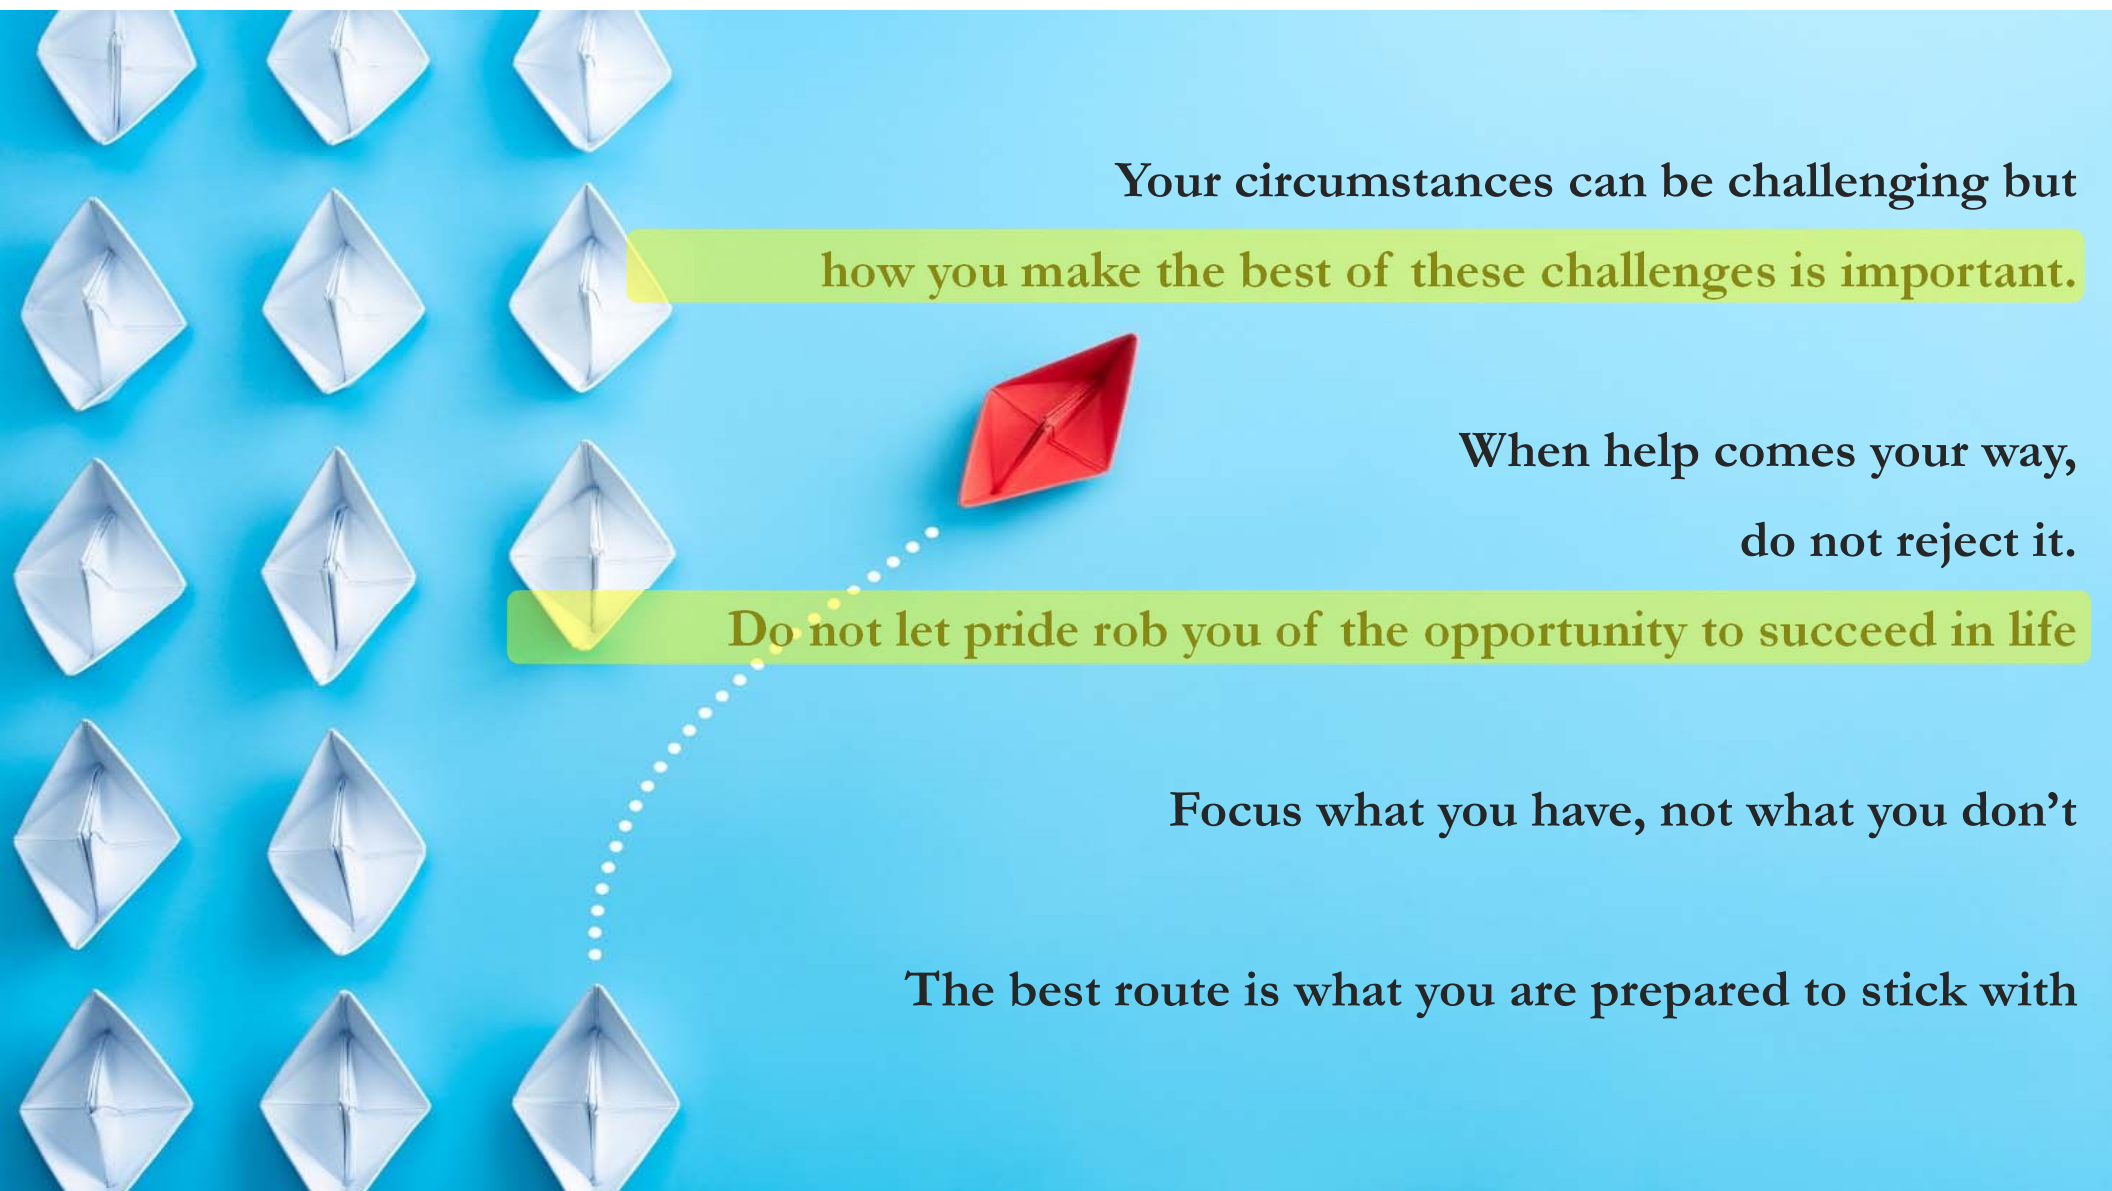 Your circumstances can be challenging but
how you make the best of these challenges is important.
When help comes your way,
do not reject it.
Do not let pride rob you of the opportunity to succeed in life
Focus what you have, not what you don’t
The best route is what you are prepared to stick with